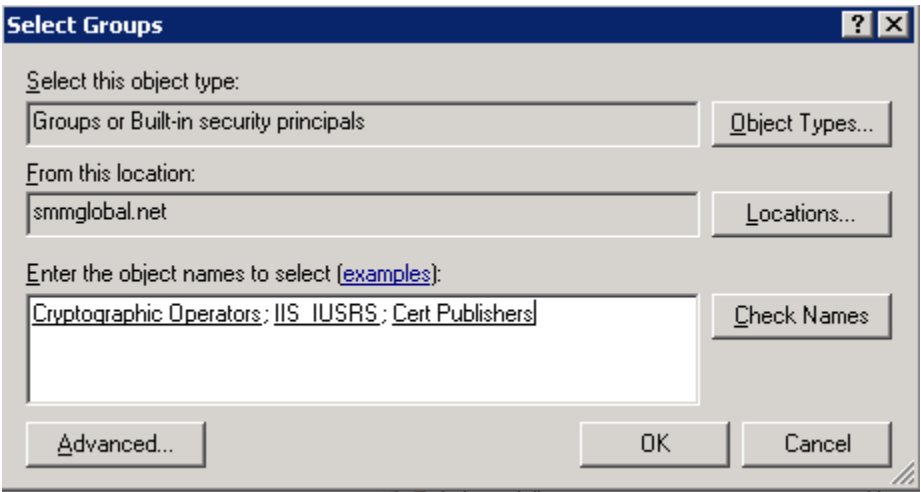 Select Groups
Select this object type:
Groups or Built-in security principals
Object Types...
From this location:
smmglobal.net
Locations...
Enter the object names to select (examples):
Cryptographic Operators; IIS_IUSRS; Cert Publishers
Check Names
Advanced...
OK
Cancel